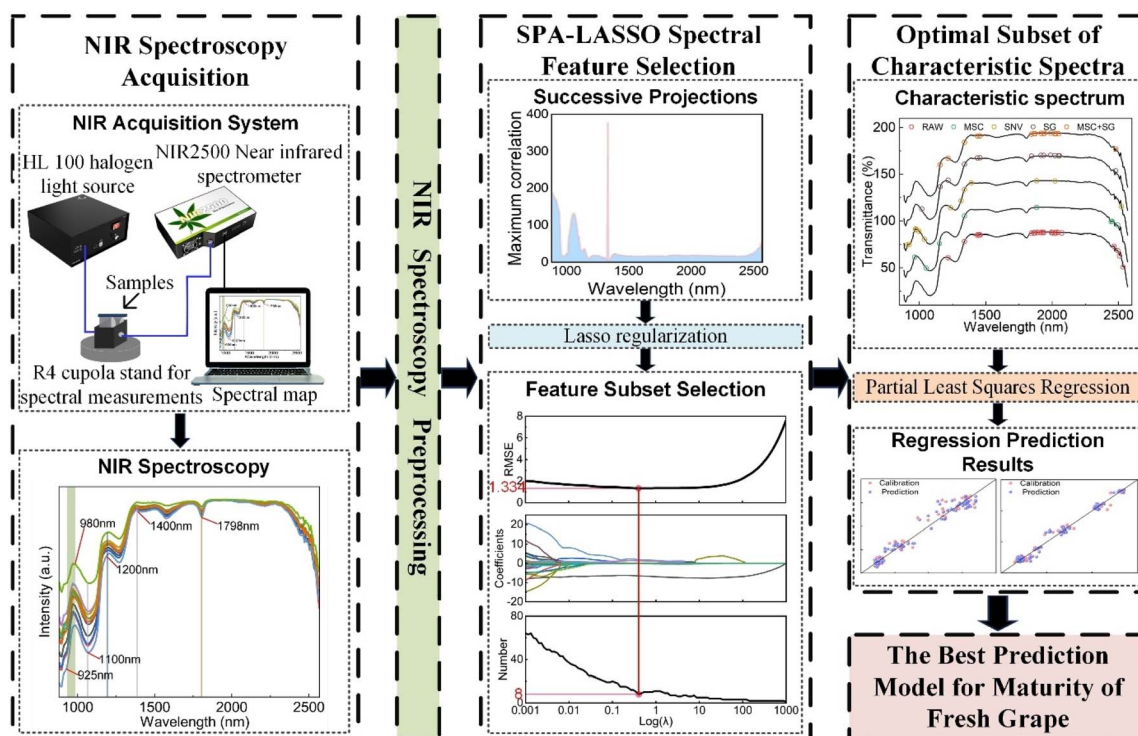 NIR Spectroscopy
Acquisition
NIR Acquisition System
HL 100 halogen
light source
NIR2500 Near infrared
spectrometer
Samples
R4 cupola stand for
spectral measurements
Spectral map
NIR Spectroscopy
Intensity (a.u.)
980nm
1400nm
1798nm
1200nm
1100nm
925nm
1000 1500 2000 2500
Wavelength (nm)
NIR Spectroscopy Preprocessing
SPA-LASSO Spectral
Feature Selection
Successive Projections
Maximum correlation
400
300
200
100
0
900 1200 1500 1800 2100 2500
Wavelength (nm)
Lasso regularization
Feature Subset Selection
RMSE
8
6
4
2
1.334
0
Coefficients
20
10
0
-10
-20
Number
80
40
8
0
0.001 0.01 0.1 1 10 100 1000
Log(λ)
Optimal Subset of
Characteristic Spectra
Characteristic spectrum
RAW MSC SNV SG MSC+SG
Transmittance (%)
200
150
100
50
1000 1500 2000 2500
Wavelength (nm)
Partial Least Squares Regression
Regression Prediction
Results
Calibration
Prediction
Calibration
Prediction
The Best Prediction
Model for Maturity of
Fresh Grape